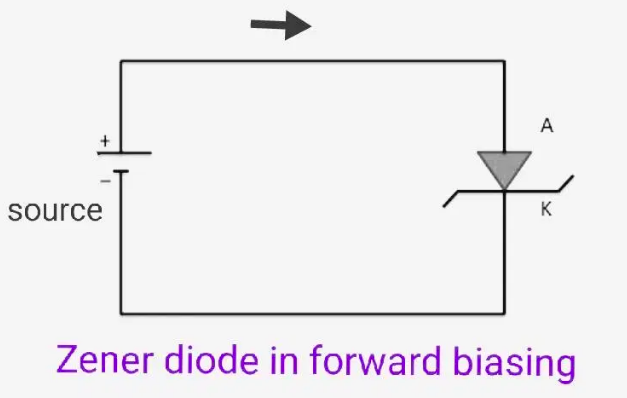 +
A
–
source
K
Zener diode in forward biasing